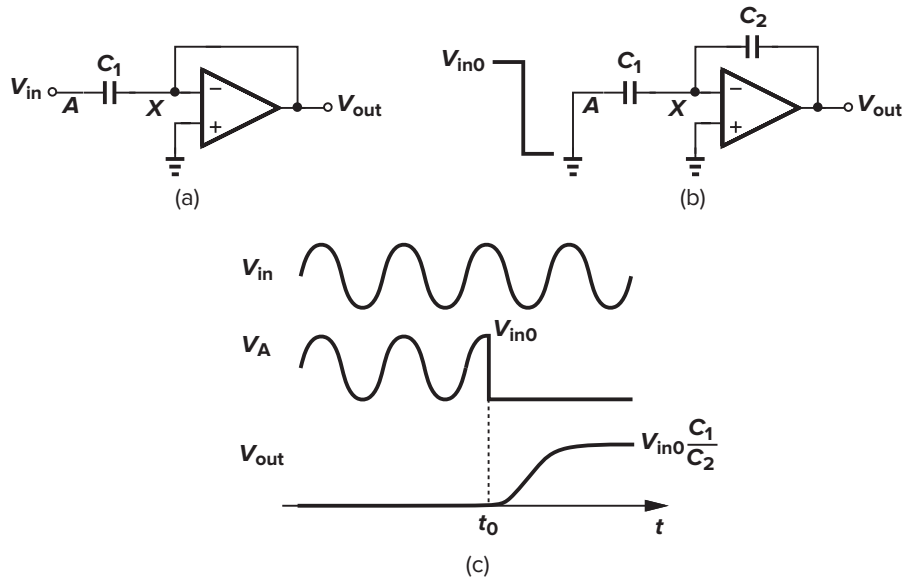 V_in A C_1 X − + V_out
(a)
V_in0 A C_1 X C_2 − + V_out
(b)
V_in
V_A V_in0
V_out V_in0 C_1/C_2
t_0 t
(c)